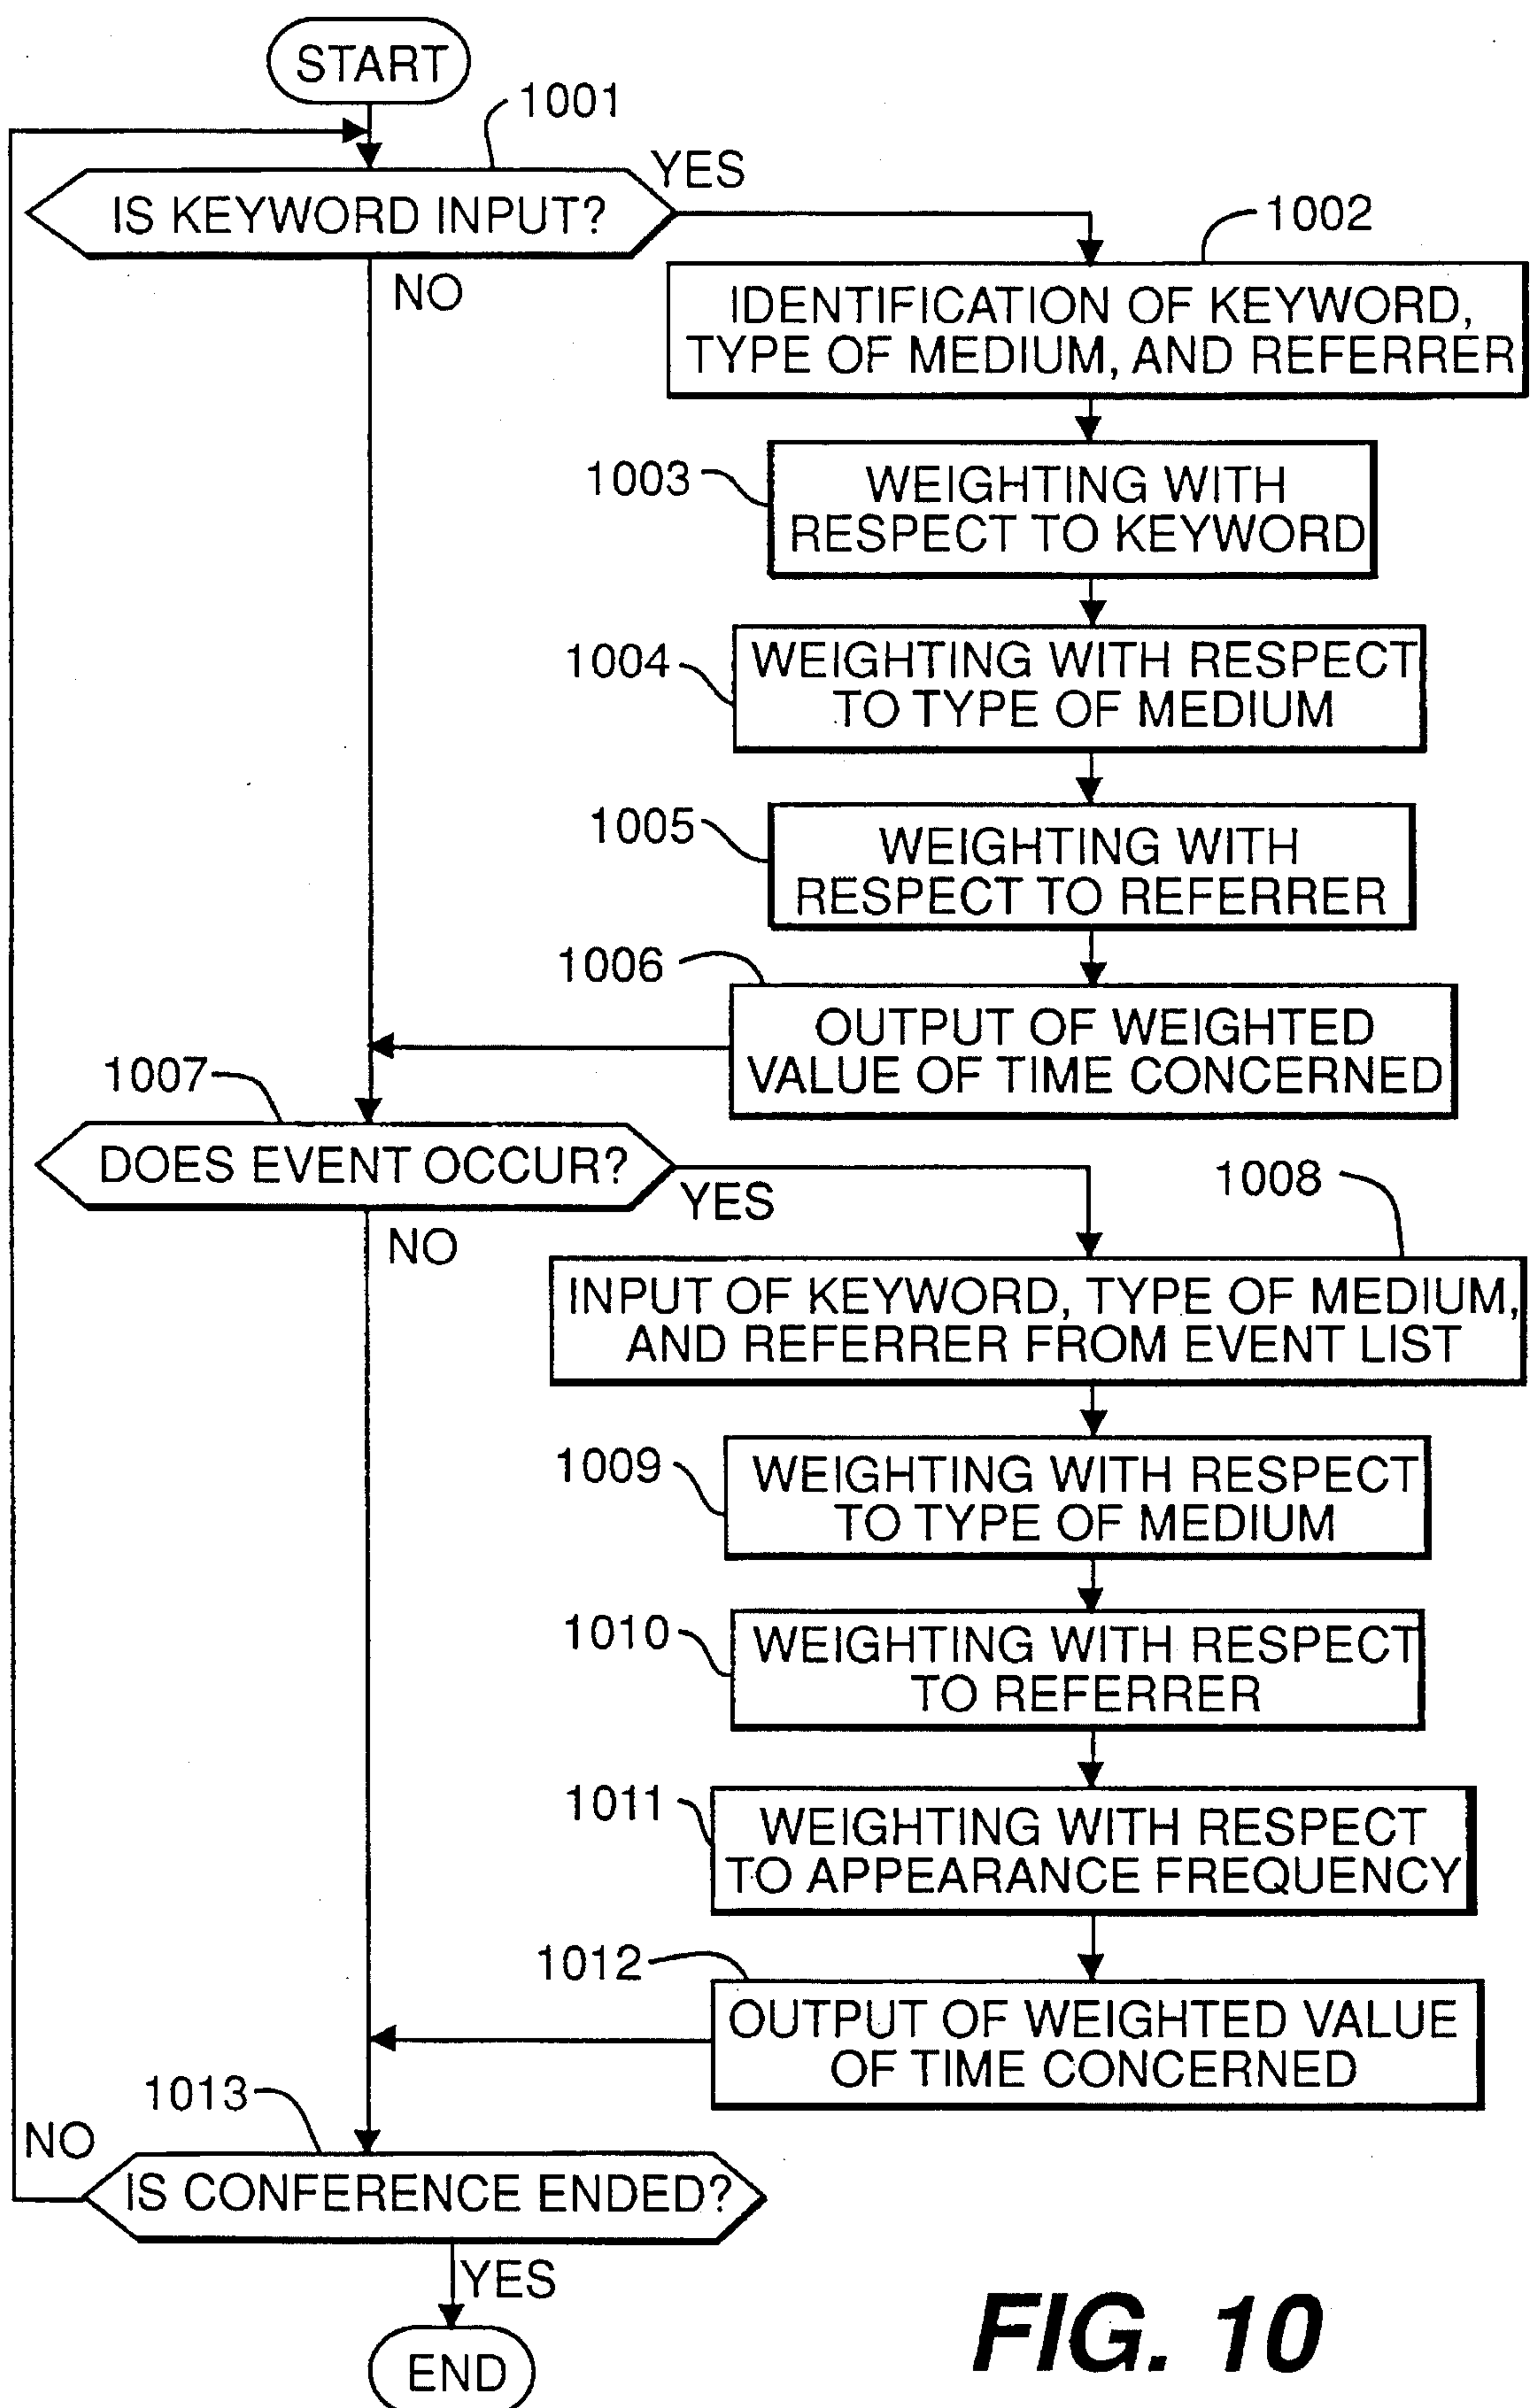 START
1001
IS KEYWORD INPUT?
YES
NO
1002
IDENTIFICATION OF KEYWORD,
TYPE OF MEDIUM, AND REFERRER
1003
WEIGHTING WITH
RESPECT TO KEYWORD
1004
WEIGHTING WITH RESPECT
TO TYPE OF MEDIUM
1005
WEIGHTING WITH
RESPECT TO REFERRER
1006
OUTPUT OF WEIGHTED
VALUE OF TIME CONCERNED
1007
DOES EVENT OCCUR?
YES
NO
1008
INPUT OF KEYWORD, TYPE OF MEDIUM,
AND REFERRER FROM EVENT LIST
1009
WEIGHTING WITH RESPECT
TO TYPE OF MEDIUM
1010
WEIGHTING WITH RESPECT
TO REFERRER
1011
WEIGHTING WITH RESPECT
TO APPEARANCE FREQUENCY
1012
OUTPUT OF WEIGHTED VALUE
OF TIME CONCERNED
1013
NO
IS CONFERENCE ENDED?
YES
END
FIG. 10